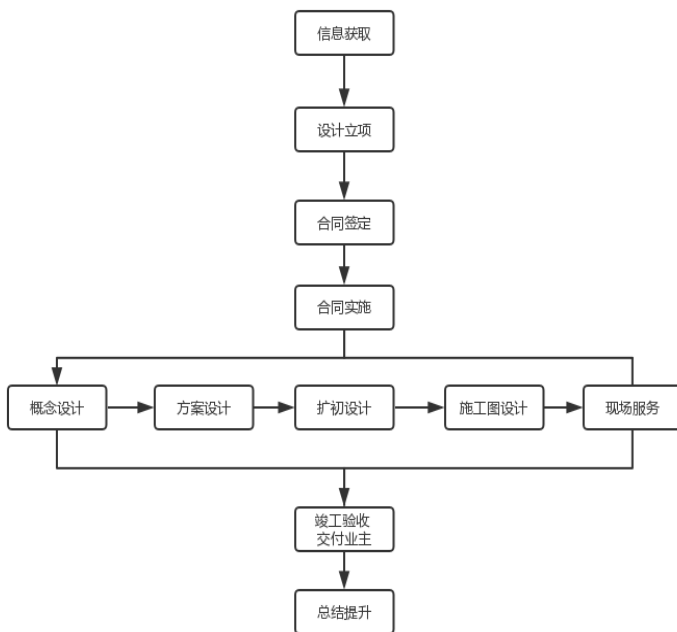 信息获取
设计立项
合同签定
合同实施
概念设计
方案设计
扩初设计
施工图设计
现场服务
竣工验收
交付业主
总结提升